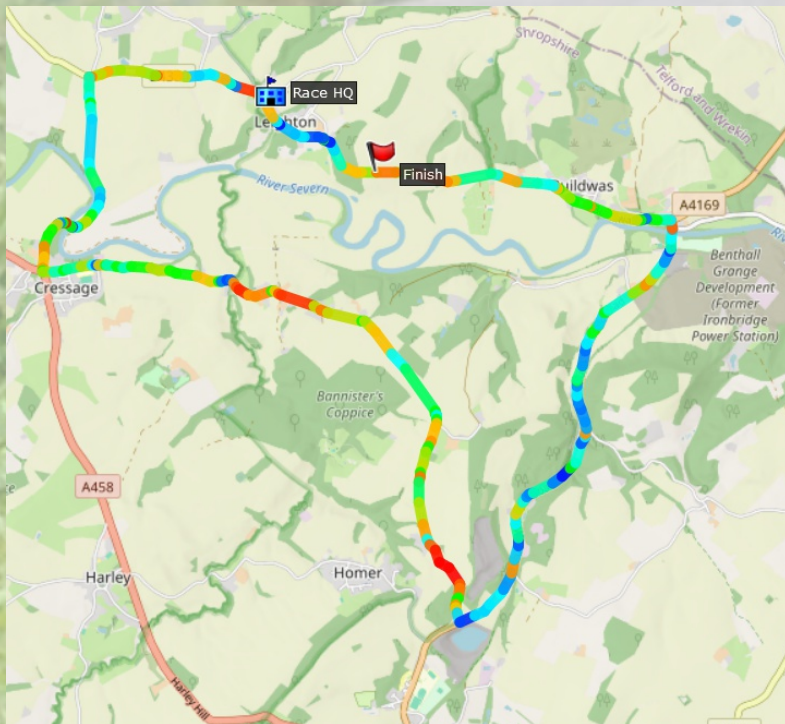 Shropshire
Telford and Wrekin
Race HQ
Finish
River Severn
A4169
Benthall
Grange
Development
(Former
Ironbridge
Power Station)
Cressage
Bannister's
Coppice
A458
Harley
Homer
Harley Hill